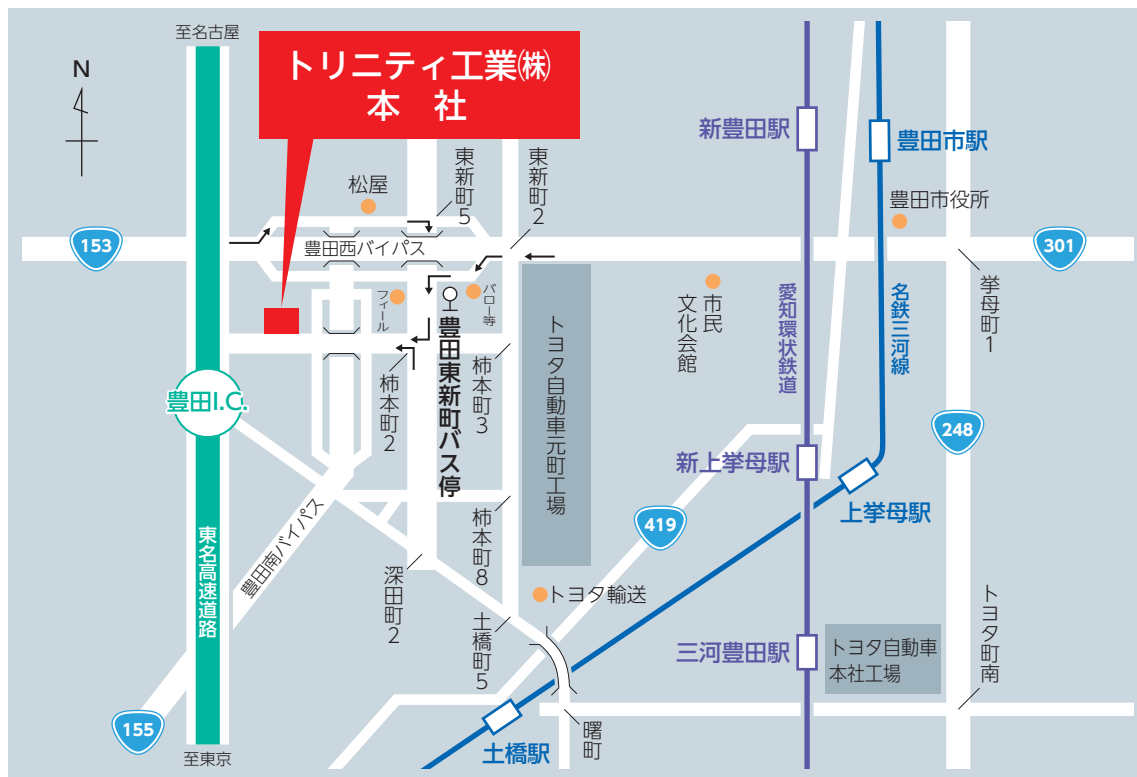 至名古屋
N
トリニティ工業㈱
本　社
松屋
東新町5
東新町2
新豊田駅
豊田市駅
豊田市役所
153
豊田西バイパス
301
フィール
バロー等
市民
文化会館
愛知環状鉄道
名鉄三河線
挙母町1
豊田東新町バス停
トヨタ自動車元町工場
柿本町2
柿本町3
豊田I.C.
248
新上挙母駅
上挙母駅
419
柿本町8
豊田南バイパス
東名高速道路
深田町2
トヨタ輸送
土橋町5
三河豊田駅
トヨタ自動車
本社工場
トヨタ町南
155
曙町
土橋駅
至東京